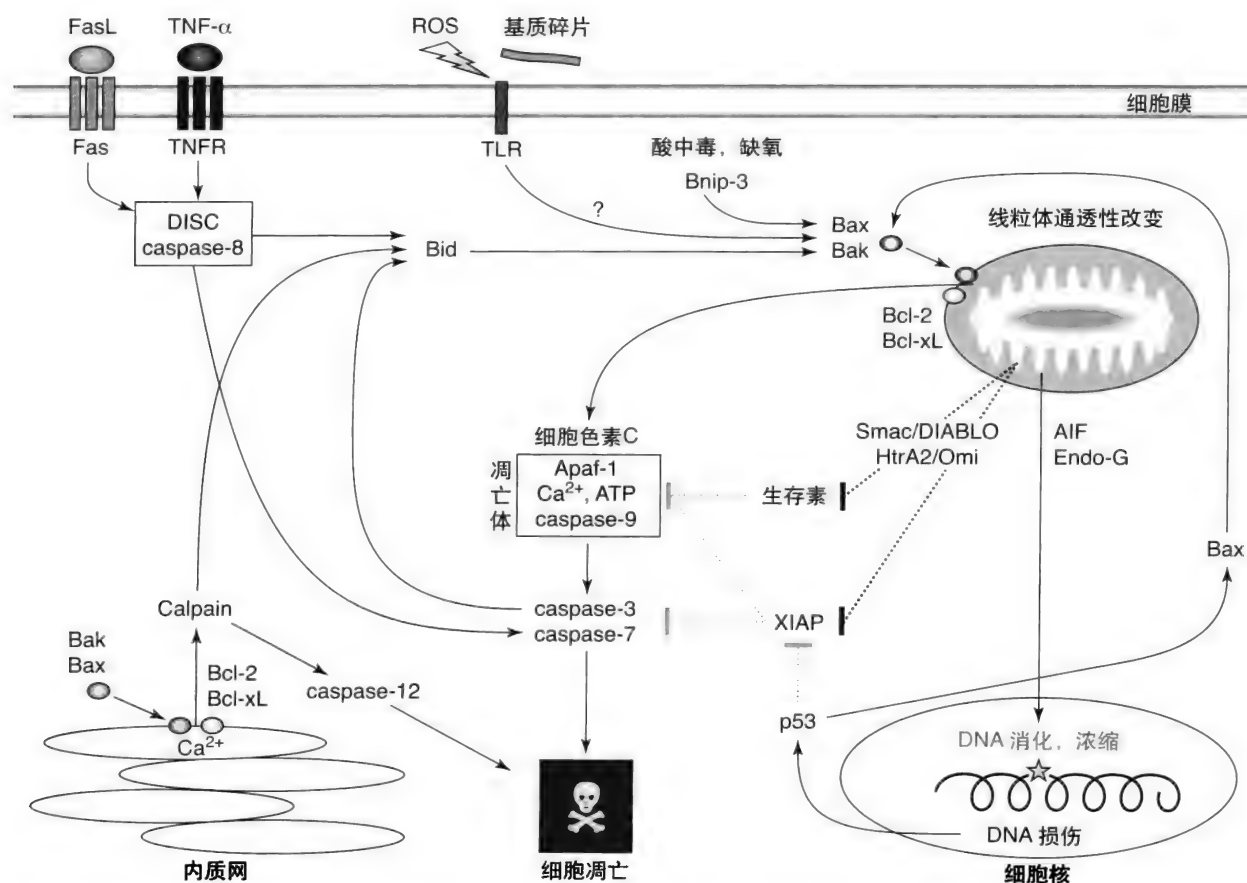 FasL
TNF-α
ROS
基质碎片
细胞膜
Fas
TNFR
TLR
酸中毒，缺氧
Bnip-3
DISC
caspase-8
?
Bid
Bax
Bak
线粒体通透性改变
Bcl-2
Bcl-xL
细胞色素C
凋亡体
Apaf-1
Ca²⁺, ATP
caspase-9
Smac/DIABLO
HtrA2/Omi
AIF
Endo-G
生存素
Bax
Calpain
caspase-3
caspase-7
XIAP
Bak
Bax
Bcl-2
Bcl-xL
caspase-12
Ca²⁺
p53
DNA 消化，浓缩
DNA 损伤
内质网
细胞凋亡
细胞核